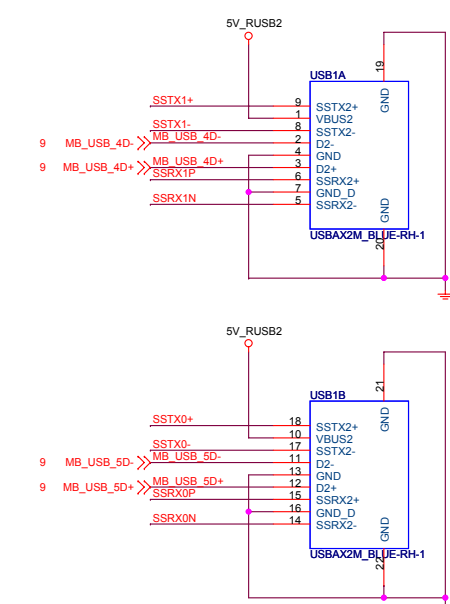 5V_RUSB2
19
USB1A
SSTX1+ 9 SSTX2+ GND
1 VBUS2
SSTX1- 8 SSTX2-
9 MB_USB_4D- MB_USB_4D- 2 D2-
4 GND
9 MB_USB_4D+ MB_USB_4D+ 3 D2+
SSRX1P 6 SSRX2+
7 GND_D
SSRX1N 5 SSRX2- GND
USBAX2M_BLUE-RH-1
20
5V_RUSB2
21
USB1B
SSTX0+ 18 SSTX2+ GND
10 VBUS2
SSTX0- 17 SSTX2-
9 MB_USB_5D- MB_USB_5D- 11 D2-
13 GND
9 MB_USB_5D+ MB_USB_5D+ 12 D2+
SSRX0P 15 SSRX2+
16 GND_D
SSRX0N 14 SSRX2- GND
USBAX2M_BLUE-RH-1
22